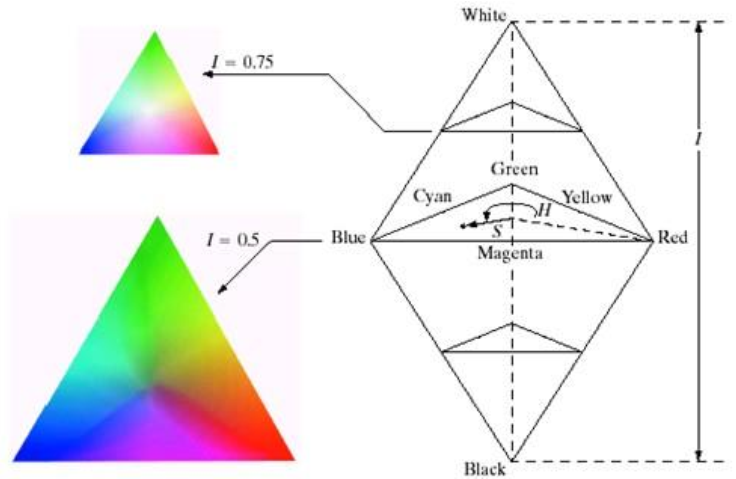 White
I = 0.75
I
Green
Cyan
Yellow
H
I = 0.5
Blue
S
Red
Magenta
Black